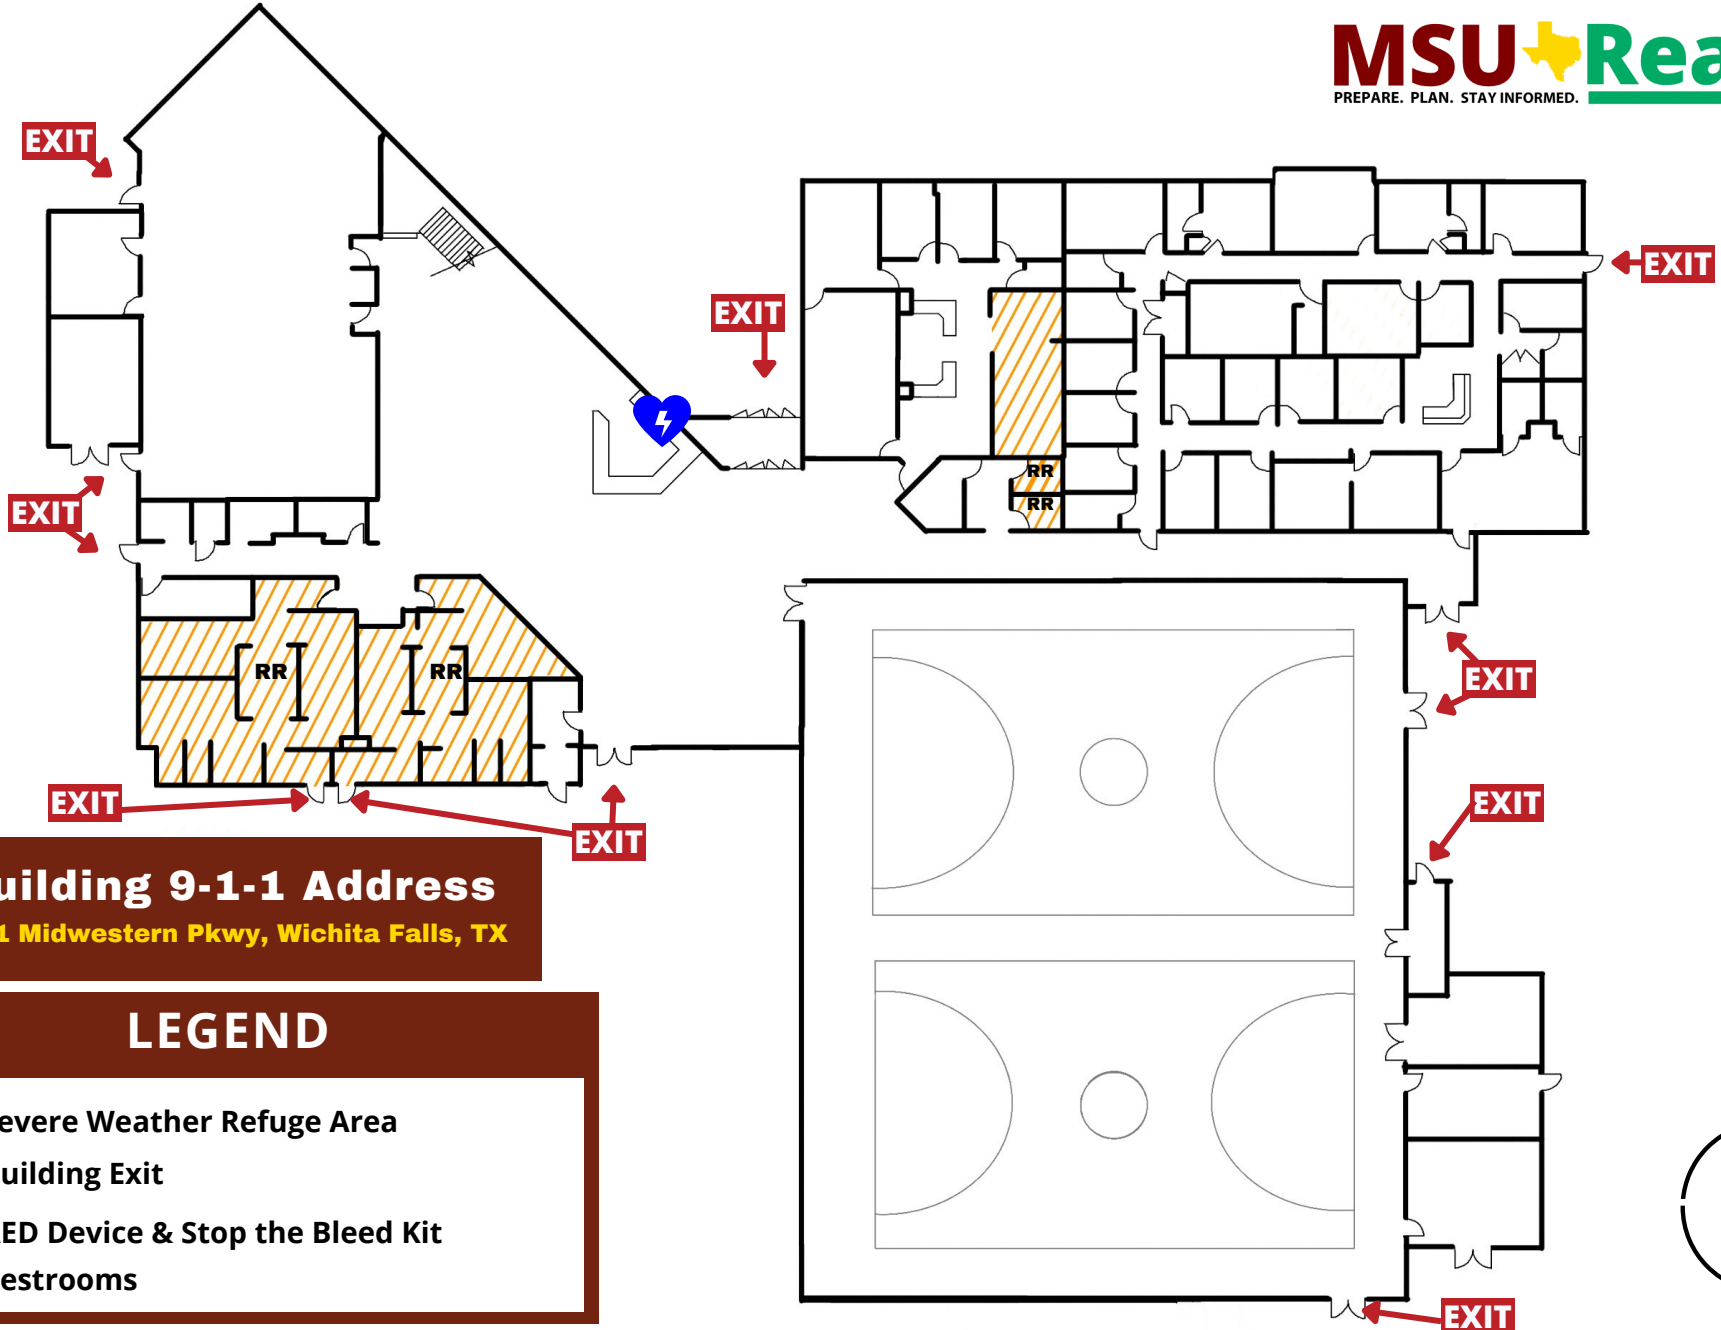 MSU Rea
PREPARE. PLAN. STAY INFORMED.
EXIT
EXIT
EXIT
EXIT
RR
RR
EXIT
RR
RR
EXIT
EXIT
EXIT
EXIT
uilding 9-1-1 Address
1 Midwestern Pkwy, Wichita Falls, TX
LEGEND
evere Weather Refuge Area
uilding Exit
ED Device & Stop the Bleed Kit
estrooms
EXIT